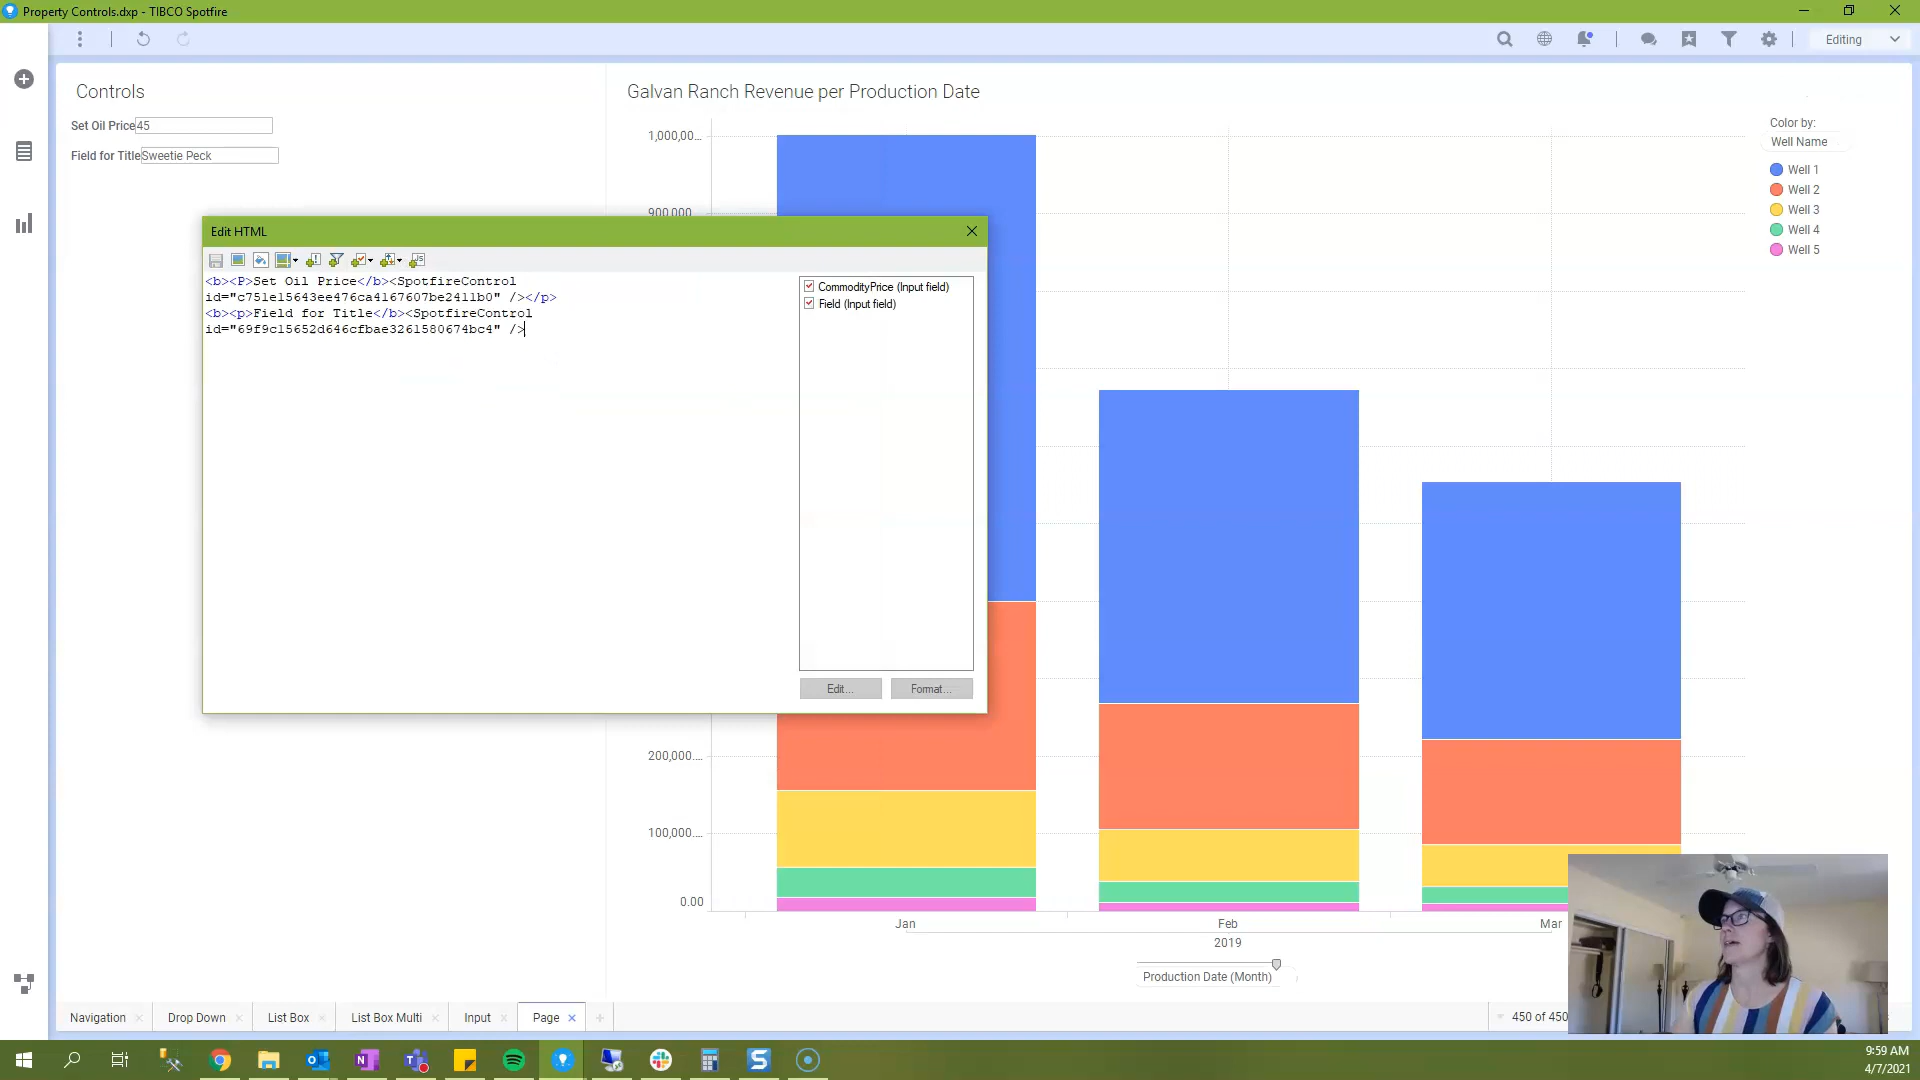 Property Controls.dxp - TIBCO Spotfire
Editing
Controls
Set Oil Price 45
Field for Title Sweetie Peck
Galvan Ranch Revenue per Production Date
1,000,00...
900,000
200,000....
100,000....
0.00
Jan
Feb
Mar
2019
Production Date (Month)
Color by:
Well Name
Well 1
Well 2
Well 3
Well 4
Well 5
Edit HTML
<b><P>Set Oil Price</b><SpotfireControl
id="c751e15643ee476ca4167607be2411b0" /></p>
<b><p>Field for Title</b><SpotfireControl
id="69f9c15652d646cfbae3261580674bc4" />
CommodityPrice (Input field)
Field (Input field)
Edit...
Format...
Navigation
Drop Down
List Box
List Box Multi
Input
Page
450 of 450
9:59 AM
4/7/2021